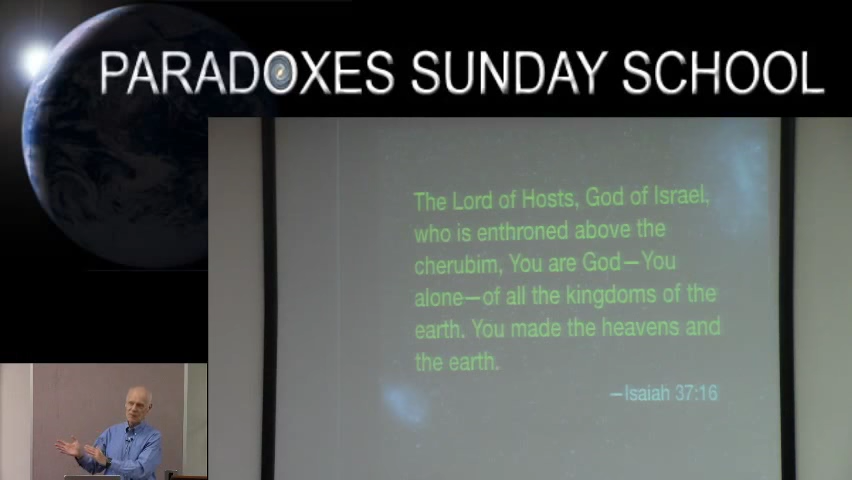 PARADOXES SUNDAY SCHOOL
The Lord of Hosts, God of Israel,
who is enthroned above the
cherubim, You are God—You
alone—of all the kingdoms of the
earth. You made the heavens and
the earth.
—Isaiah 37:16